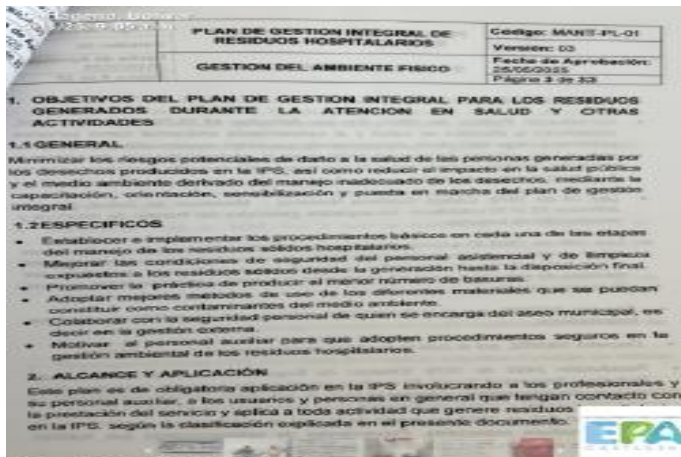 PLAN DE GESTION INTEGRAL DE
RESIDUOS HOSPITALARIOS
GESTION DEL AMBIENTE FISICO
Código: MANT-PL-01
Versión: 03
Fecha de Aprobación:
25/05/2025
Página 3 de 33
1. OBJETIVOS DEL PLAN DE GESTION INTEGRAL PARA LOS RESIDUOS
GENERADOS DURANTE LA ATENCION EN SALUD Y OTRAS
ACTIVIDADES
1.1 GENERAL
Minimizar los riesgos potenciales de daño a la salud de las personas generadas por
los desechos producidos en la IPS, así como reducir el impacto en la salud pública
y el medio ambiente derivado del manejo inadecuado de los desechos, mediante la
capacitación, orientación, sensibilización y puesta en marcha del plan de gestión
integral.
1.2 ESPECIFICOS
• Establecer e implementar los procedimientos básicos en cada una de las etapas
del manejo de los residuos sólidos hospitalarios.
• Mejorar las condiciones de seguridad del personal asistencial y de limpieza
expuestos a los residuos sólidos desde la generación hasta la disposición final.
• Promover la práctica de producir el menor número de basuras.
• Adoptar mejores métodos de uso de los diferentes materiales que se puedan
constituir como contaminantes del medio ambiente.
• Colaborar con la seguridad personal de quien se encarga del aseo municipal, es
decir en la gestión externa.
• Motivar al personal auxiliar para que adopten procedimientos seguros en la
gestión ambiental de los residuos hospitalarios.
2. ALCANCE Y APLICACIÓN
Este plan es de obligatoria aplicación en la IPS involucrando a los profesionales y
su personal auxiliar, a los usuarios y personas en general que tengan contacto con
la prestación del servicio y aplica a toda actividad que genere residuos
en la IPS, según la clasificación explicada en el presente documento.
EPA